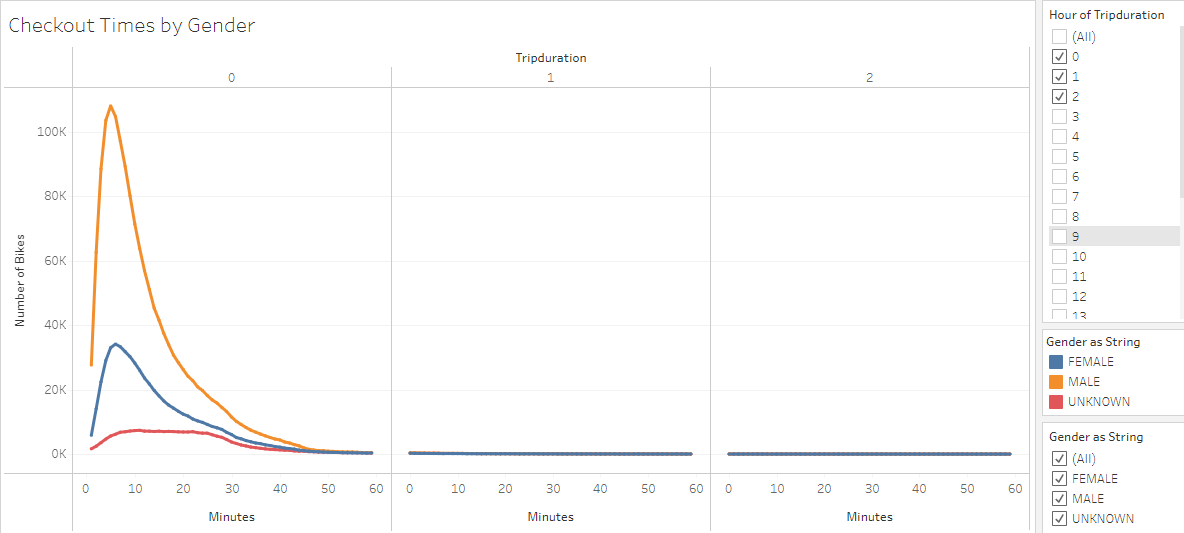 Checkout Times by Gender
Tripduration
0 1 2
100K
80K
60K
40K
20K
0K
Number of Bikes
0 10 20 30 40 50 60 0 10 20 30 40 50 60 0 10 20 30 40 50 60
Minutes Minutes Minutes
Hour of Tripduration
(All)
0
1
2
3
4
5
6
7
8
9
10
11
12
13
Gender as String
FEMALE
MALE
UNKNOWN
Gender as String
(All)
FEMALE
MALE
UNKNOWN